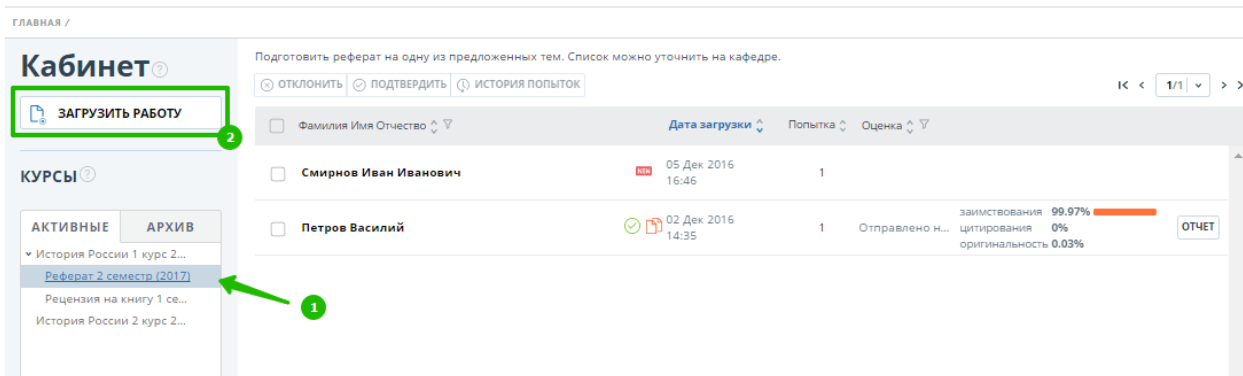 ГЛАВНАЯ /
Кабинет
ЗАГРУЗИТЬ РАБОТУ
2
КУРСЫ
АКТИВНЫЕ АРХИВ
История России 1 курс 2...
Реферат 2 семестр (2017)
Рецензия на книгу 1 се...
История России 2 курс 2...
1
Подготовить реферат на одну из предложенных тем. Список можно уточнить на кафедре.
ОТКЛОНИТЬ ПОДТВЕРДИТЬ ИСТОРИЯ ПОПЫТОК
1/1
Фамилия Имя Отчество Дата загрузки Попытка Оценка
Смирнов Иван Иванович NEW 05 Дек 2016 1
16:46
Петров Василий 02 Дек 2016 1 Отправлено н...
14:35
заимствования 99.97%
цитирования 0%
оригинальность 0.03%
ОТЧЕТ